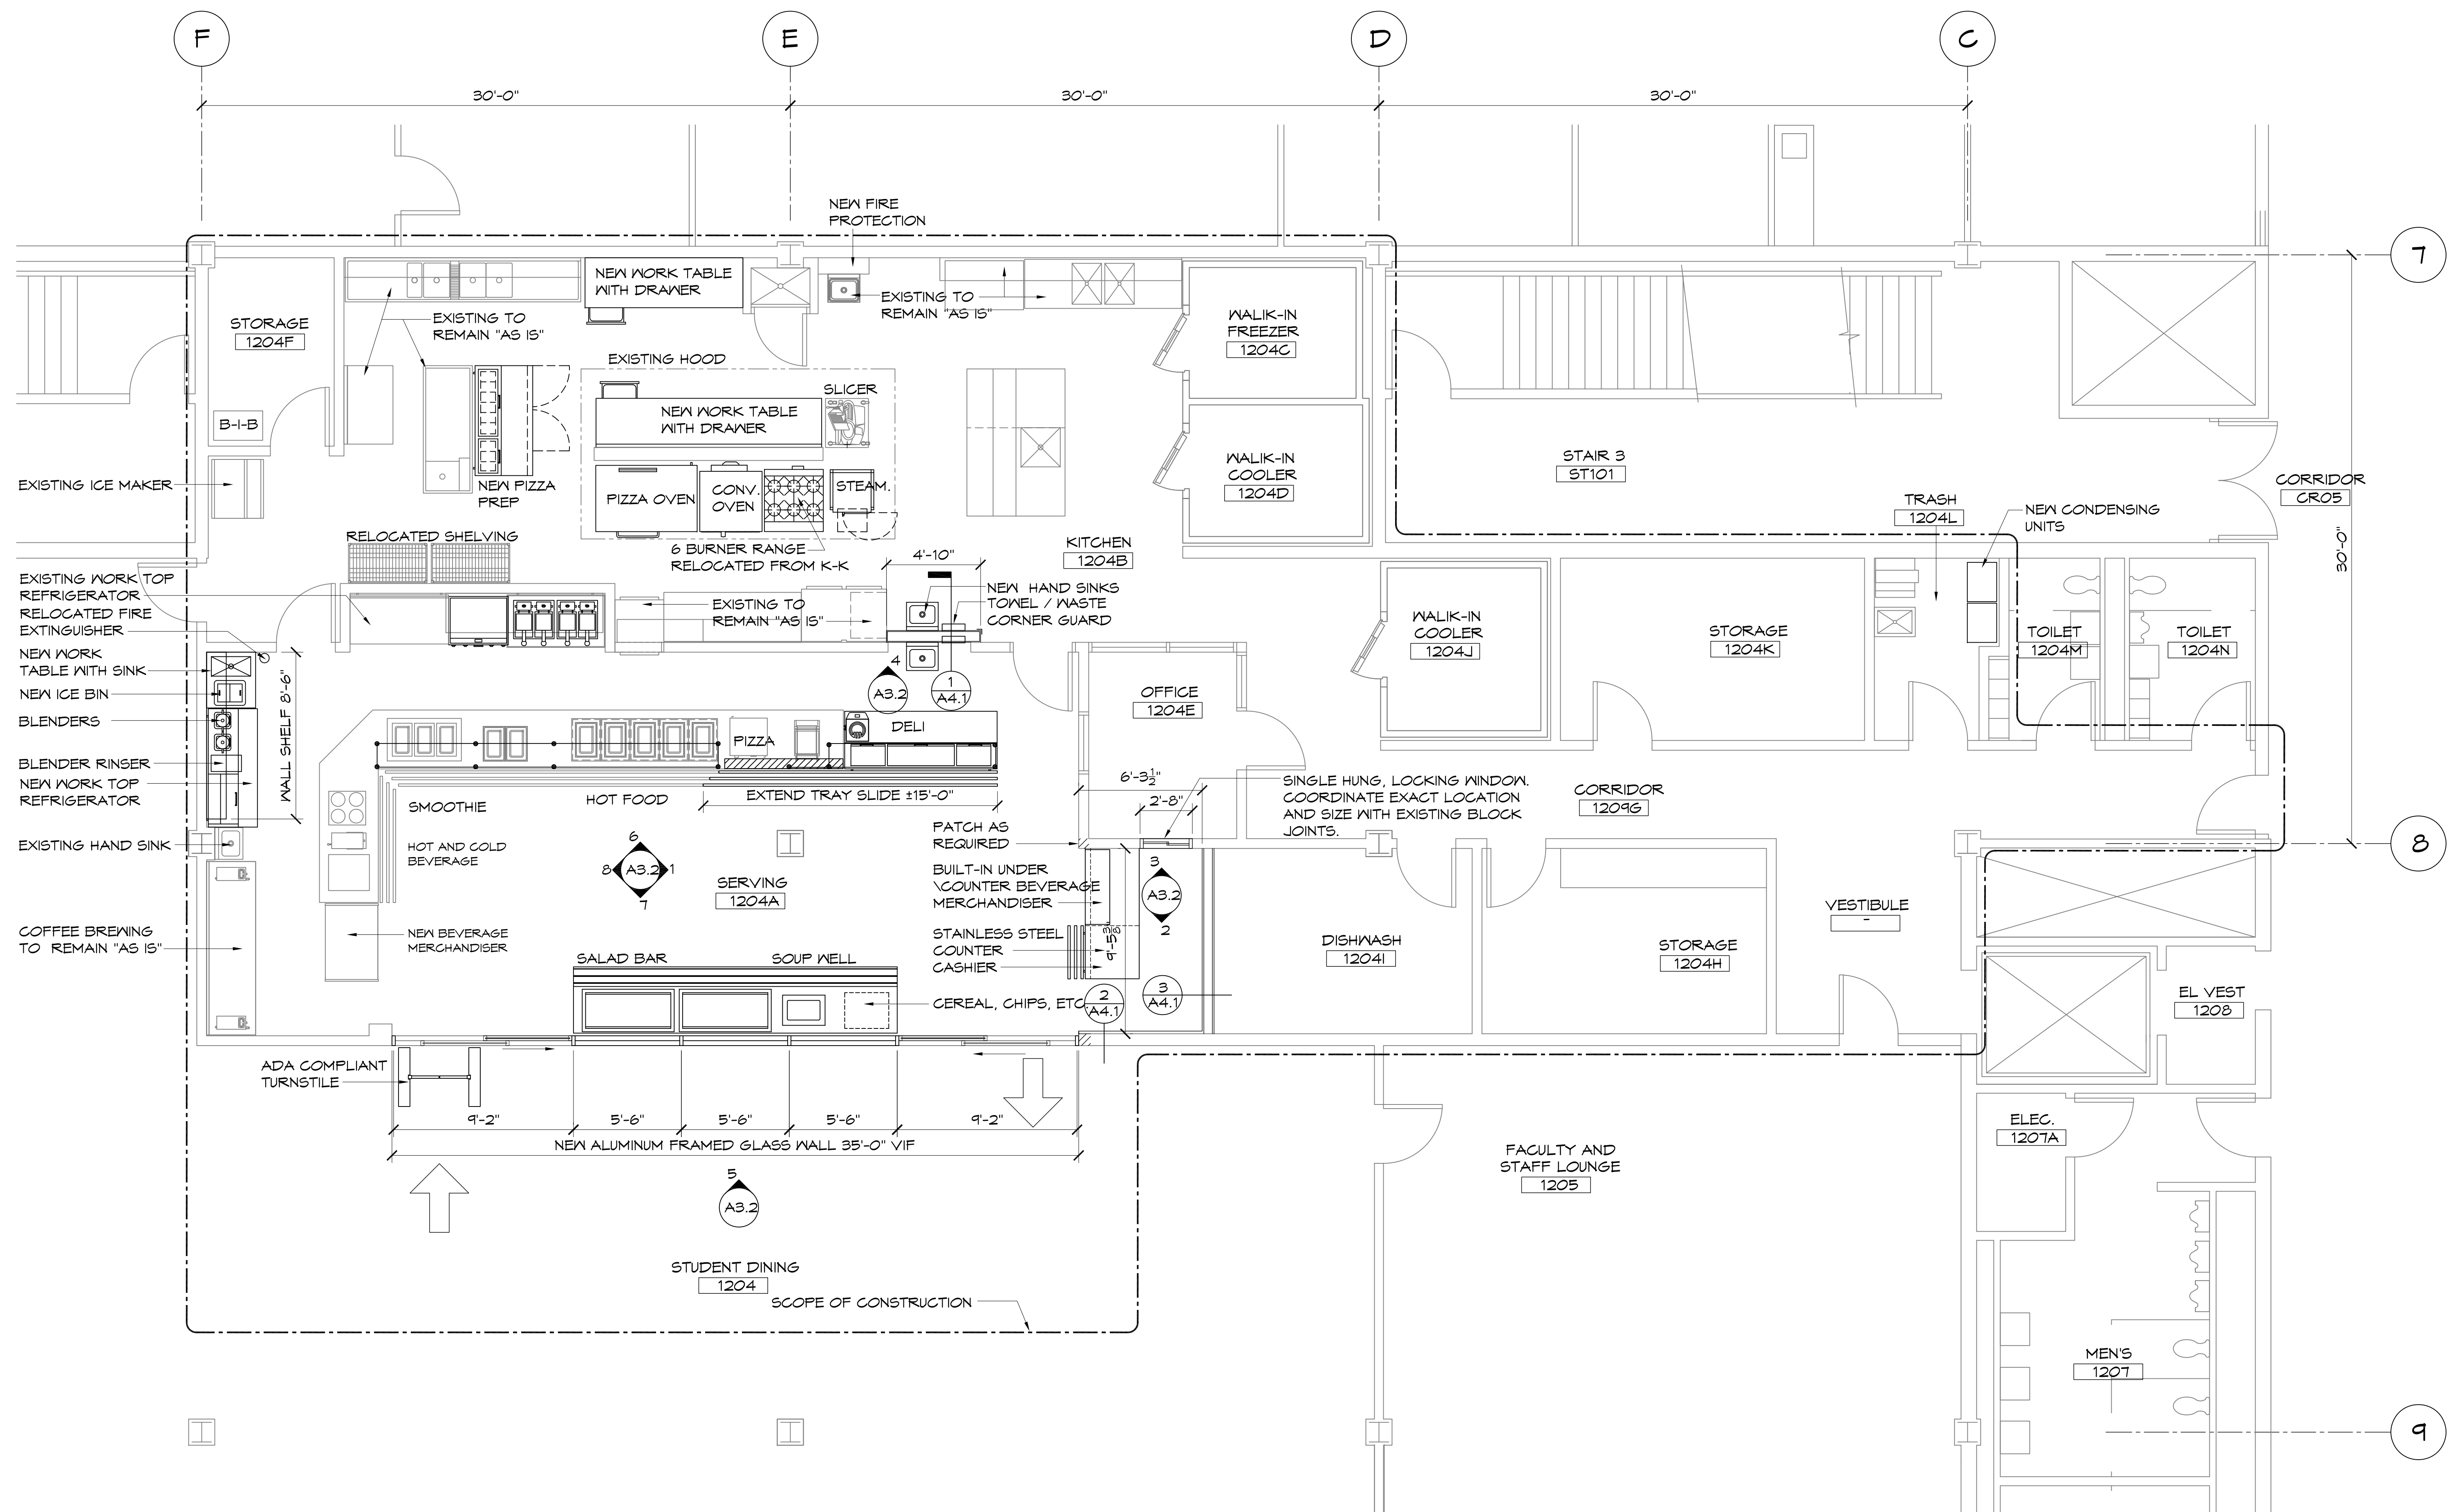 F
E
D
C
30'-0"
30'-0"
30'-0"
NEW FIRE
PROTECTION
7
NEW WORK TABLE
WITH DRAWER
EXISTING TO
REMAIN "AS IS"
STORAGE
1204F
EXISTING TO
REMAIN "AS IS"
WALIK-IN
FREEZER
1204C
EXISTING HOOD
SLICER
NEW WORK TABLE
WITH DRAWER
B-I-B
EXISTING ICE MAKER
NEW PIZZA
PREP
PIZZA OVEN
CONV.
OVEN
STEAM.
WALIK-IN
COOLER
1204D
STAIR 3
ST101
CORRIDOR
CR05
TRASH
1204L
NEW CONDENSING
UNITS
30'-0"
RELOCATED SHELVING
6 BURNER RANGE
RELOCATED FROM K-K
4'-10"
KITCHEN
1204B
EXISTING WORK TOP
REFRIGERATOR
RELOCATED FIRE
EXTINGUISHER
EXISTING TO
REMAIN "AS IS"
NEW HAND SINKS
TOWEL / WASTE
CORNER GUARD
WALIK-IN
COOLER
1204J
STORAGE
1204K
TOILET
1204M
TOILET
1204N
NEW WORK
TABLE WITH SINK
NEW ICE BIN
BLENDERS
BLENDER RINSER
NEW WORK TOP
REFRIGERATOR
WALL SHELF 8'-6"
4
A3.2
1
A4.1
OFFICE
1204E
PIZZA
DELI
SMOOTHIE
HOT FOOD
EXTEND TRAY SLIDE ±15'-0"
6'-3½"
2'-8"
SINGLE HUNG, LOCKING WINDOW.
COORDINATE EXACT LOCATION
AND SIZE WITH EXISTING BLOCK
JOINTS.
CORRIDOR
1209G
EXISTING HAND SINK
HOT AND COLD
BEVERAGE
6
8
A3.2
1
7
SERVING
1204A
PATCH AS
REQUIRED
8
BUILT-IN UNDER
\COUNTER BEVERAGE
MERCHANDISER
3
A3.2
2
VESTIBULE
-
COFFEE BREWING
TO REMAIN "AS IS"
NEW BEVERAGE
MERCHANDISER
STAINLESS STEEL
COUNTER
CASHIER
9'-5⅜"
DISHWASH
1204I
STORAGE
1204H
SALAD BAR
SOUP WELL
CEREAL, CHIPS, ETC.
2
A4.1
3
A4.1
EL VEST
1208
ADA COMPLIANT
TURNSTILE
9'-2"
5'-6"
5'-6"
5'-6"
9'-2"
NEW ALUMINUM FRAMED GLASS WALL 35'-0" VIF
ELEC.
1207A
FACULTY AND
STAFF LOUNGE
1205
5
A3.2
STUDENT DINING
1204
SCOPE OF CONSTRUCTION
MEN'S
1207
9